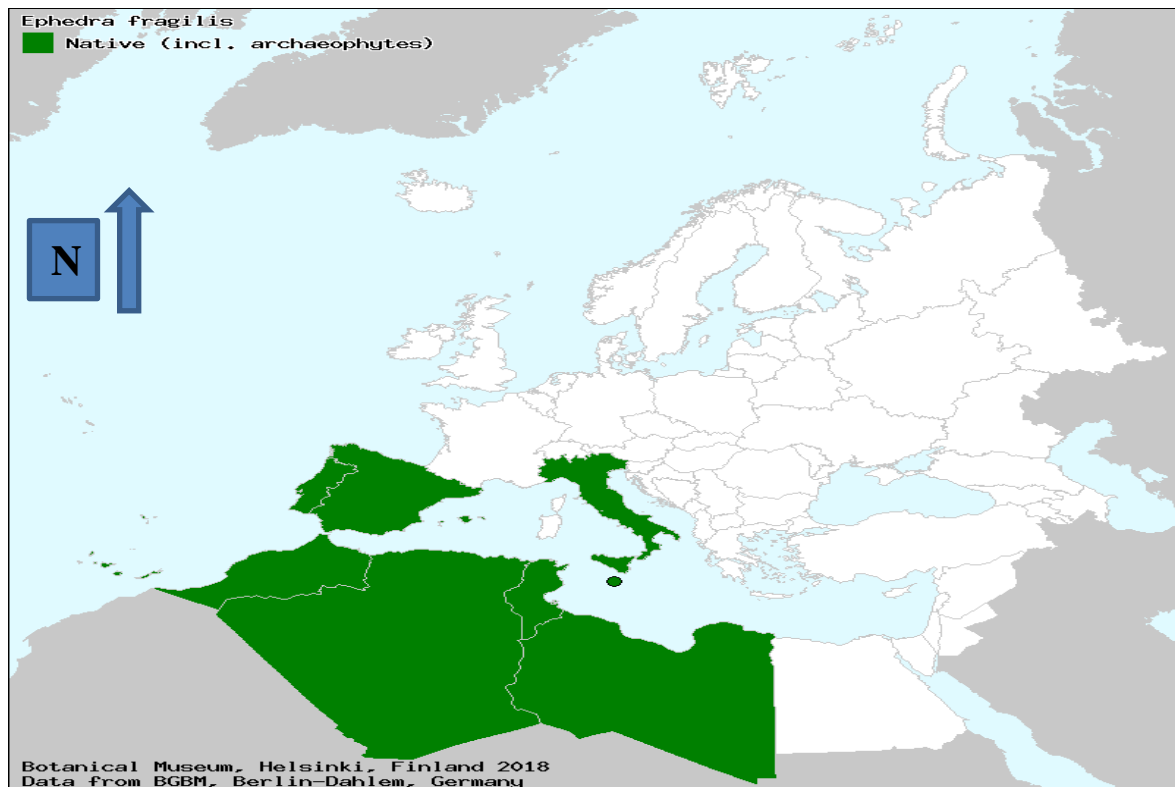 Ephedra fragilis
Native (incl. archaeophytes)
N
Botanical Museum, Helsinki, Finland 2018
Data from BGBM, Berlin-Dahlem, Germany